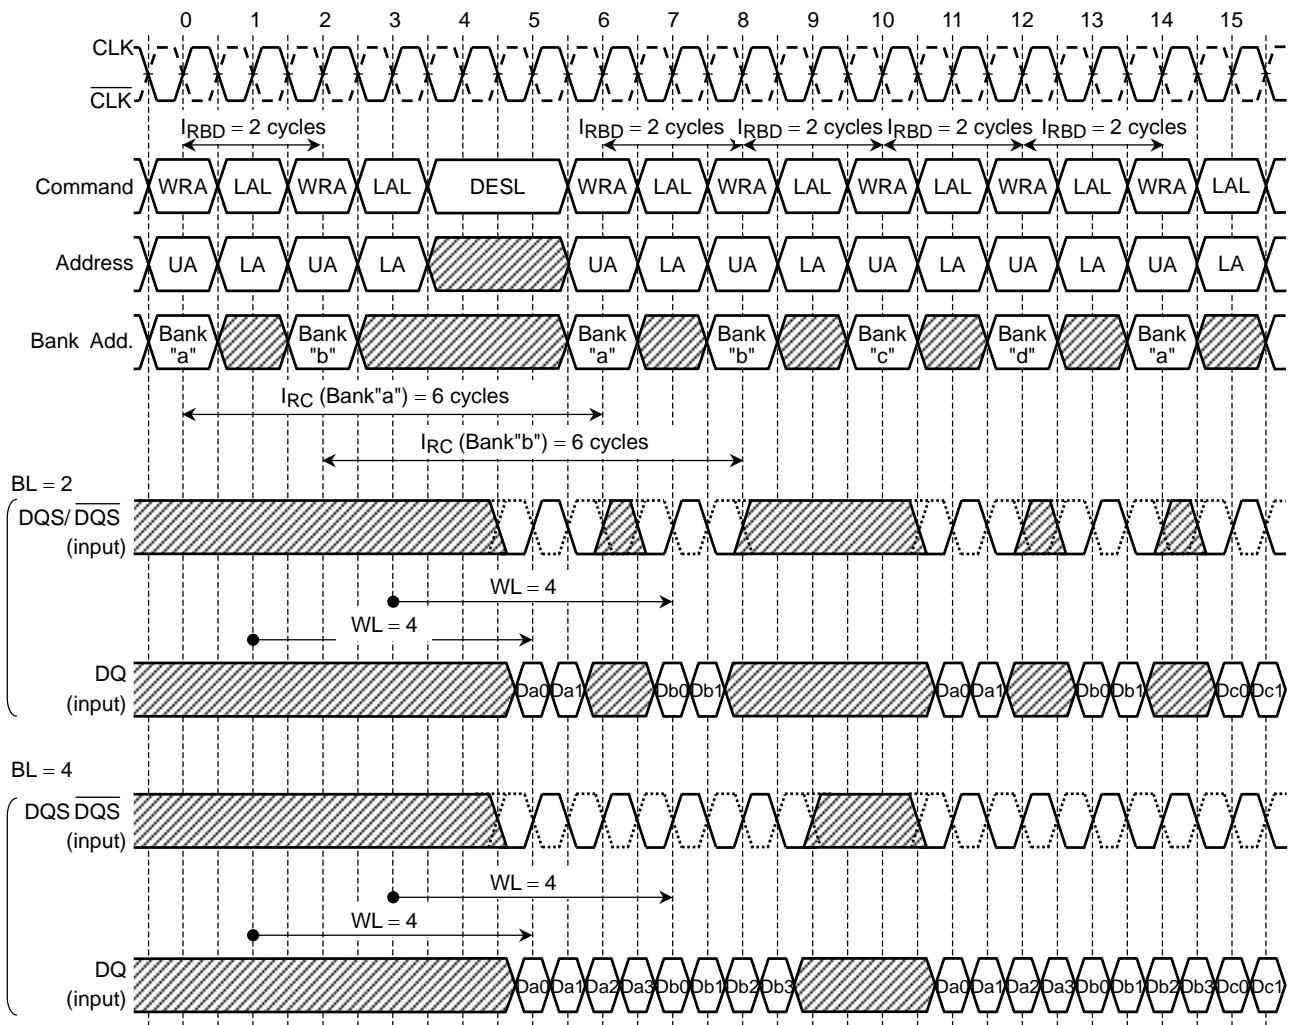 0 1 2 3 4 5 6 7 8 9 10 11 12 13 14 15
CLK
CLK
IRBD = 2 cycles IRBD = 2 cycles IRBD = 2 cycles IRBD = 2 cycles IRBD = 2 cycles
Command WRA LAL WRA LAL DESL WRA LAL WRA LAL WRA LAL WRA LAL WRA LAL
Address UA LA UA LA UA LA UA LA UA LA UA LA UA LA
Bank Add. Bank "a" Bank "b" Bank "a" Bank "b" Bank "c" Bank "d" Bank "a"
IRC (Bank"a") = 6 cycles
IRC (Bank"b") = 6 cycles
BL = 2
DQS/DQS
(input)
WL = 4
WL = 4
DQ
(input)
Da0 Da1 Db0 Db1 Da0 Da1 Db0 Db1 Dc0 Dc1
BL = 4
DQS DQS
(input)
WL = 4
WL = 4
DQ
(input)
Da0 Da1 Da2 Da3 Db0 Db1 Db2 Db3 Da0 Da1 Da2 Da3 Db0 Db1 Db2 Db3 Dc0 Dc1